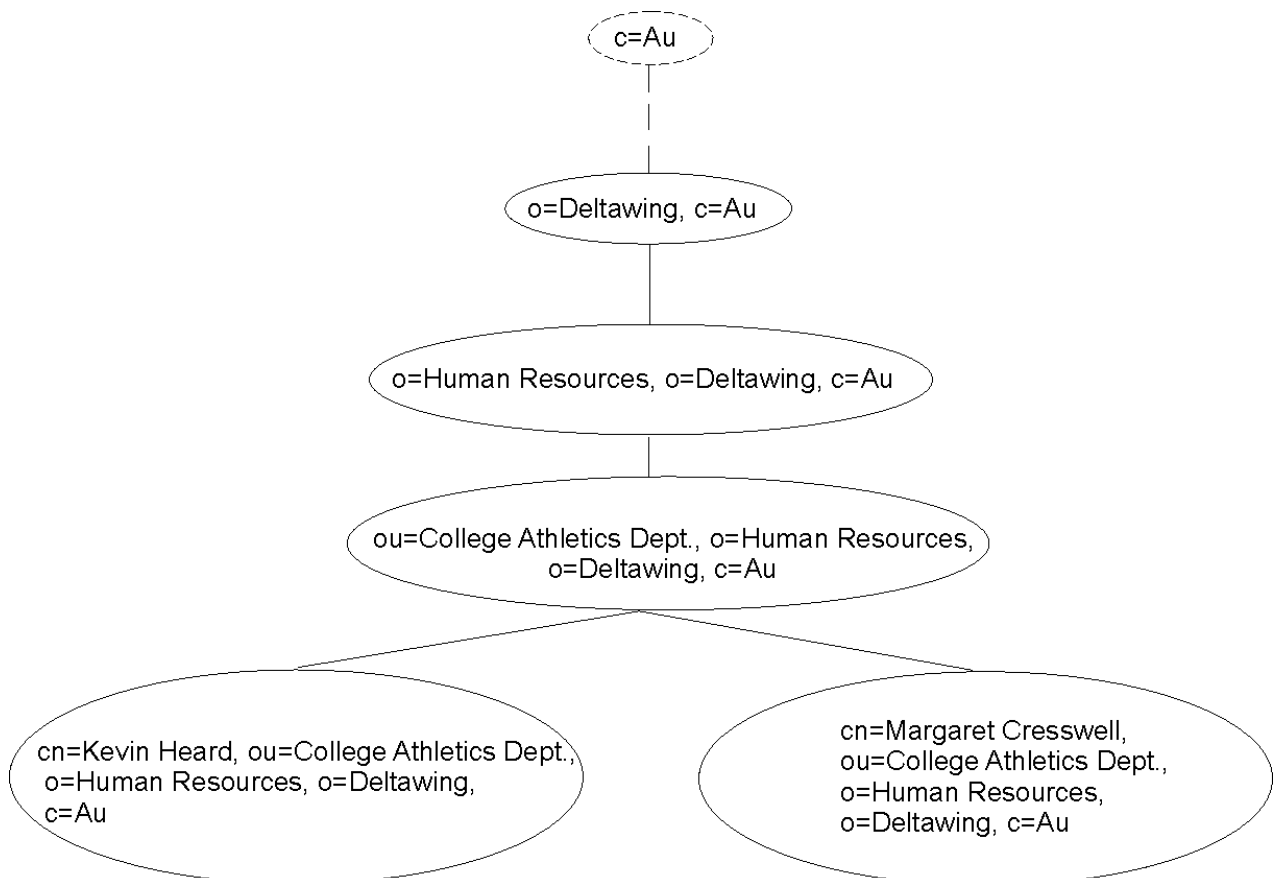 c=Au
o=Deltawing, c=Au
o=Human Resources, o=Deltawing, c=Au
ou=College Athletics Dept., o=Human Resources,
o=Deltawing, c=Au
cn=Kevin Heard, ou=College Athletics Dept.,
o=Human Resources, o=Deltawing,
c=Au
cn=Margaret Cresswell,
ou=College Athletics Dept.,
o=Human Resources,
o=Deltawing, c=Au